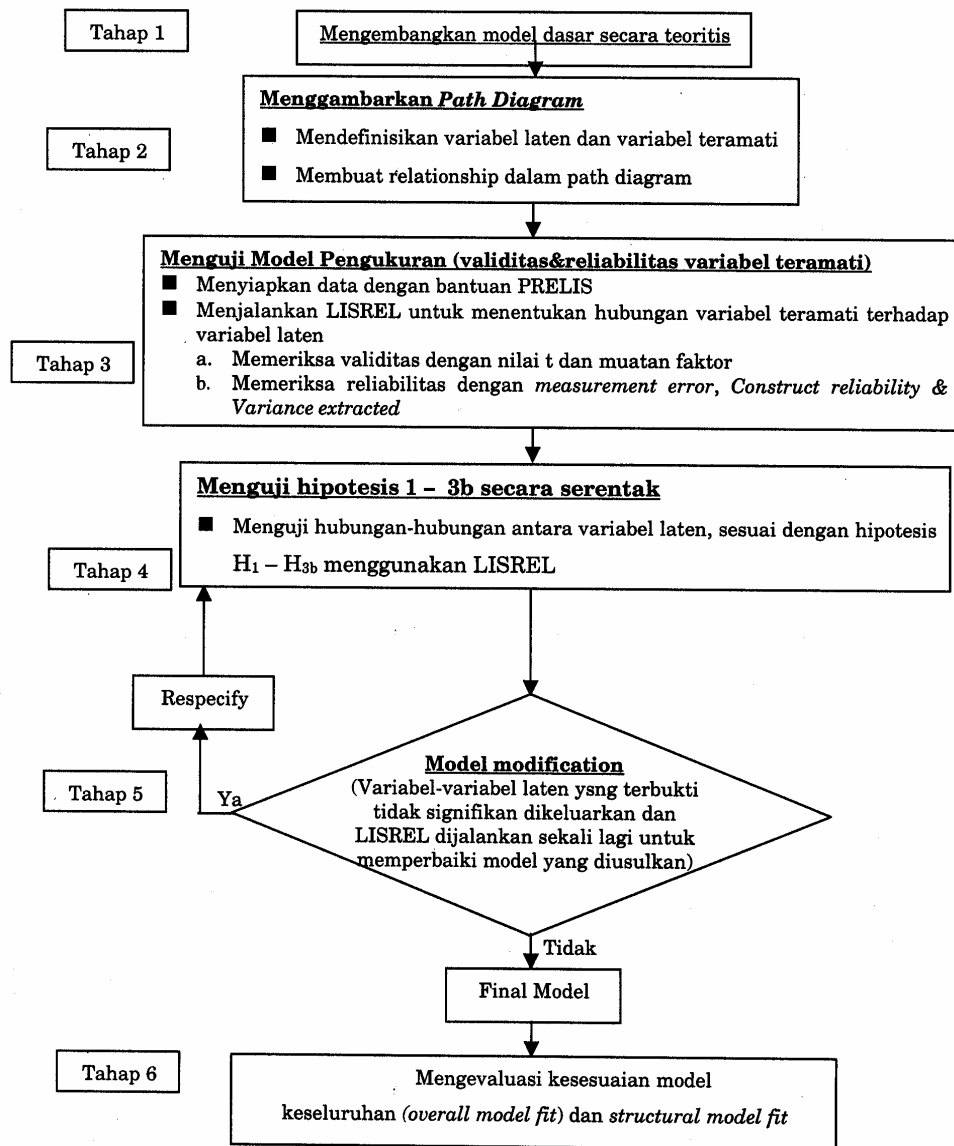 Tahap 1
Mengembangkan model dasar secara teoritis
Menggambarkan Path Diagram
Tahap 2
■ Mendefinisikan variabel laten dan variabel teramati
■ Membuat relationship dalam path diagram
Menguji Model Pengukuran (validitas&reliabilitas variabel teramati)
■ Menyiapkan data dengan bantuan PRELIS
■ Menjalankan LISREL untuk menentukan hubungan variabel teramati terhadap
variabel laten
Tahap 3
a. Memeriksa validitas dengan nilai t dan muatan faktor
b. Memeriksa reliabilitas dengan measurement error, Construct reliability &
Variance extracted
Menguji hipotesis 1 – 3b secara serentak
■ Menguji hubungan-hubungan antara variabel laten, sesuai dengan hipotesis
H1 – H3b menggunakan LISREL
Tahap 4
Respecify
Tahap 5
Ya
Model modification
(Variabel-variabel laten ysng terbukti
tidak signifikan dikeluarkan dan
LISREL dijalankan sekali lagi untuk
memperbaiki model yang diusulkan)
Tidak
Final Model
Tahap 6
Mengevaluasi kesesuaian model
keseluruhan (overall model fit) dan structural model fit